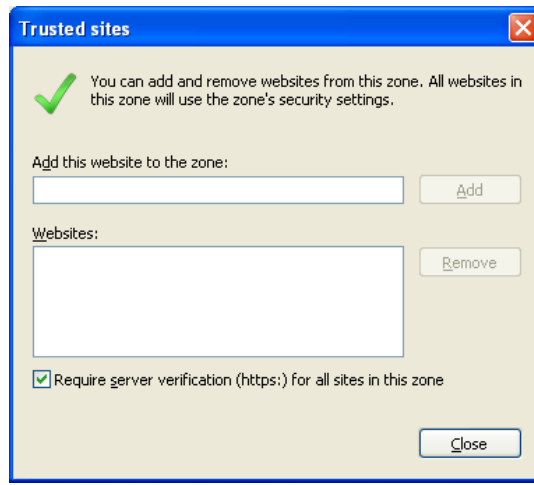 Trusted sites
You can add and remove websites from this zone. All websites in
this zone will use the zone's security settings.
Add this website to the zone:
Add
Websites:
Remove
Require server verification (https:) for all sites in this zone
Close